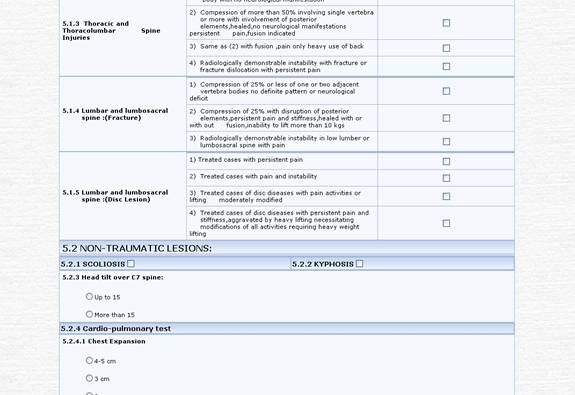 2) Compession of more than 50% involving single vertebra
or more with involvement of posterior
elements,healed,no neurological manifestations
persistent pain,fusion indicated
5.1.3 Thoracic and
Thoracolumbar Spine
Injuries
3) Same as (2) with fusion ,pain only heavy use of back
4) Radiologically demonstable instability with fracture or
fracture dislocation with persistent pain
5.1.4 Lumbar and lumbosacral
spine :(Fracture)
1) Compression of 25% or less of one or two adjacent
vertebra bodies no definite pattern or neurological
deficit
2) Compression of 25% with disruption of posterior
elements,persistent pain and stiffness,healed with or
with out fusion,inability to lift more than 10 kgs
3) Radiologically demonstrable instability in low lumber or
lumbosacral spine with pain
5.1.5 Lumbar and lumbosacral
spine :(Disc Lesion)
1) Treated cases with persistent pain
2) Treated cases with pain and instability
3) Treated cases of disc diseases with pain activities or
lifting moderately modified
4) Treated cases of disc diseases with persistent pain and
stiffness,aggravated by heavy lifting necessitating
modifications of all activities requiring heavy weight
lifting
5.2 NON-TRAUMATIC LESIONS:
5.2.1 SCOLIOSIS 5.2.2 KYPHOSIS
5.2.3 Head tilt over C7 spine:
Up to 15
More than 15
5.2.4 Cardio-pulmonary test
5.2.4.1 Chest Expansion
4-5 cm
3 cm